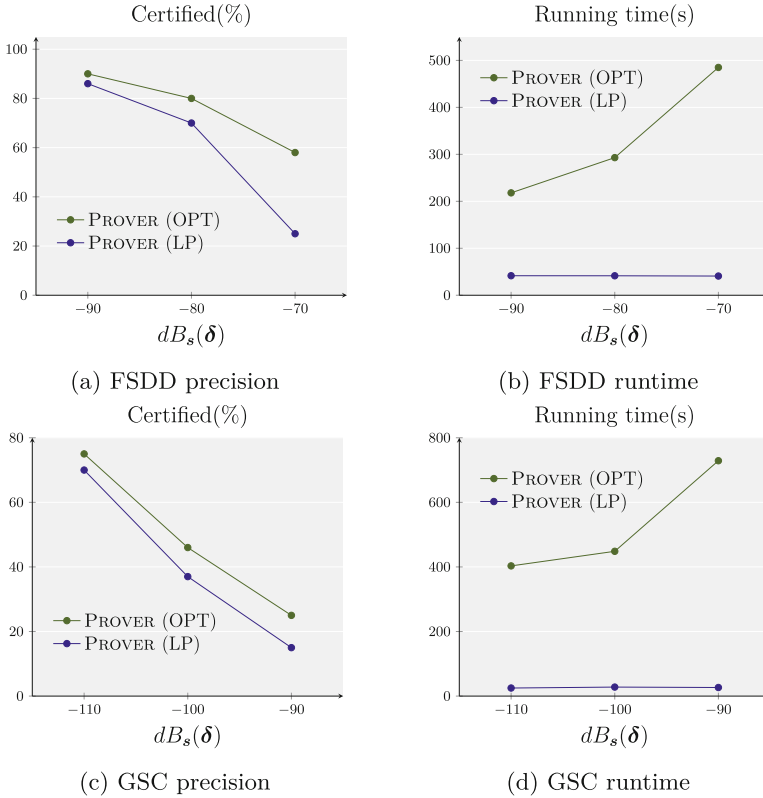 Certified(%)
100
80
60
40
20
0
PROVER (OPT)
PROVER (LP)
−90
−80
−70
dBₛ(δ)
(a) FSDD precision
Running time(s)
500
400
300
200
100
0
PROVER (OPT)
PROVER (LP)
−90
−80
−70
dBₛ(δ)
(b) FSDD runtime
Certified(%)
80
60
40
20
0
PROVER (OPT)
PROVER (LP)
−110
−100
−90
dBₛ(δ)
(c) GSC precision
Running time(s)
800
600
400
200
0
PROVER (OPT)
PROVER (LP)
−110
−100
−90
dBₛ(δ)
(d) GSC runtime